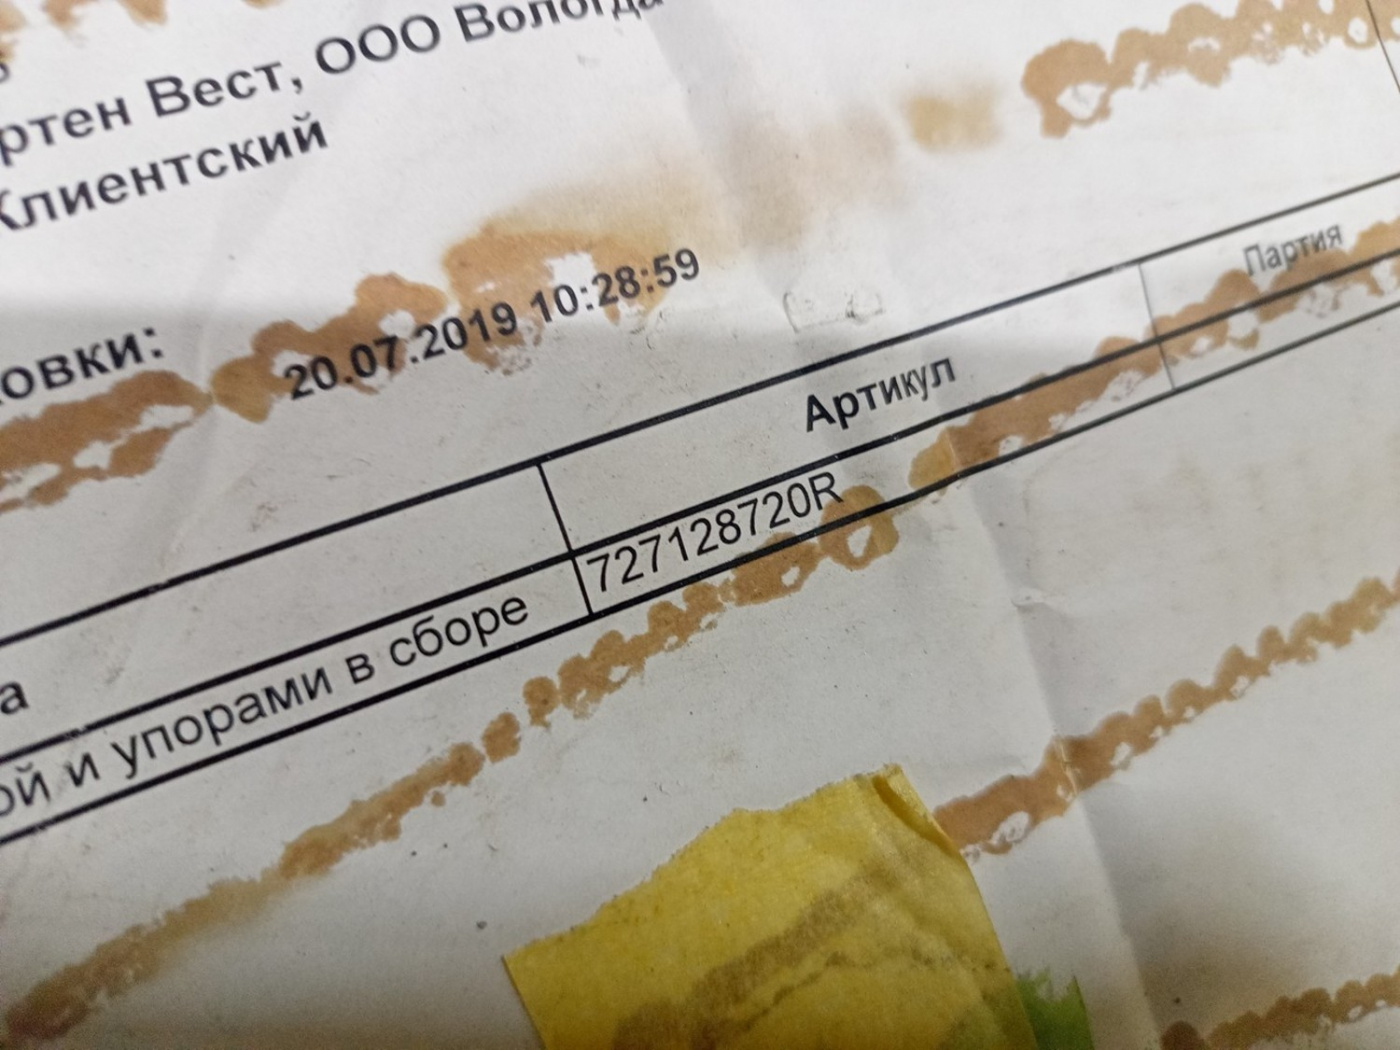 ртен Вест, ООО Вологда
Клиентский
овки: 20.07.2019 10:28:59
Артикул Партия
а
ой и упорами в сборе 727128720R